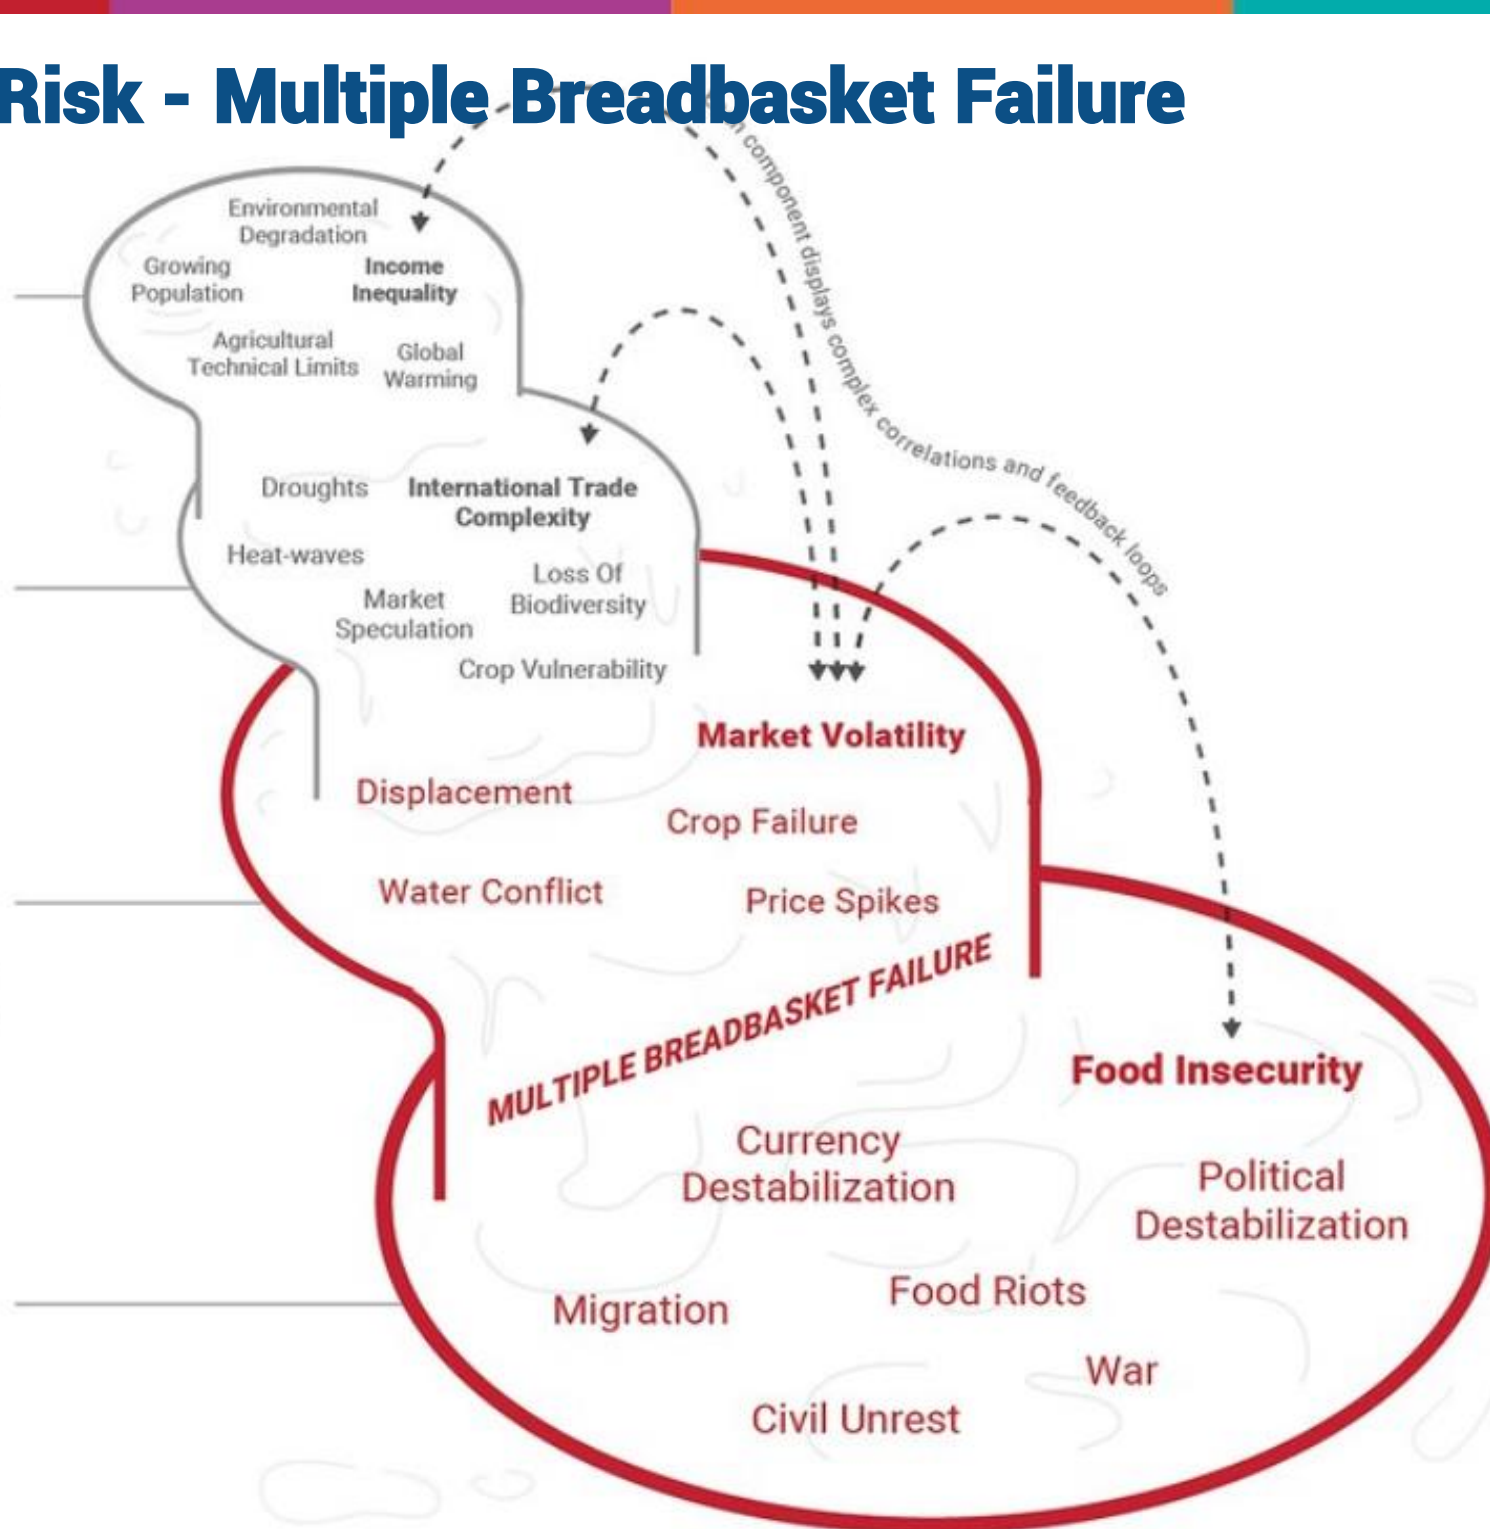 Risk - Multiple Breadbasket Failure
component displays complex correlations and feedback loops
Environmental
Degradation
Growing
Population
Income
Inequality
Agricultural
Technical Limits
Global
Warming
Droughts
International Trade
Complexity
Heat-waves
Loss Of
Biodiversity
Market
Speculation
Crop Vulnerability
Market Volatility
Displacement
Crop Failure
Water Conflict
Price Spikes
MULTIPLE BREADBASKET FAILURE
Food Insecurity
Currency
Destabilization
Political
Destabilization
Food Riots
Migration
War
Civil Unrest